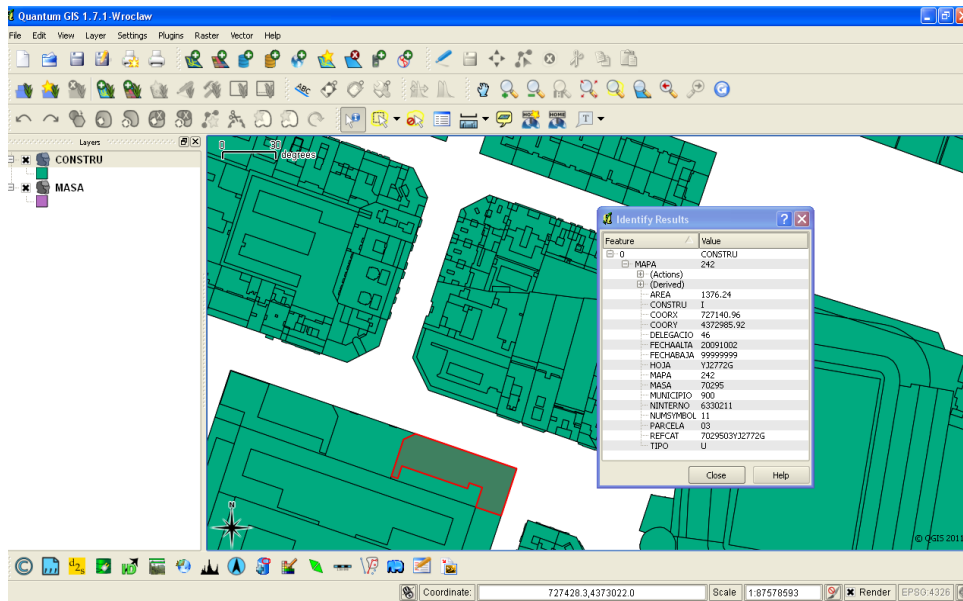 Quantum GIS 1.7.1-Wroclaw
File Edit View Layer Settings Plugins Raster Vector Help
ABC
HOME HOME T
Layers
CONSTRU
MASA
0 30
degrees
Identify Results
Feature Value
0 CONSTRU
MAPA 242
(Actions)
(Derived)
AREA 1376.24
CONSTRU I
COORX 727140.96
COORY 4372985.92
DELEGACIO 46
FECHAALTA 20091002
FECHABAJA 99999999
HOJA YJ2772G
MAPA 242
MASA 70295
MUNICIPIO 900
NINTERNO 6330211
NUMSYMBOL 11
PARCELA 03
REFCAT 7029503YJ2772G
TIPO U
Close Help
N
© QGIS 2011
Coordinate: 727428.3,4373022.0 Scale 1:87578593 Render EPSG:4326